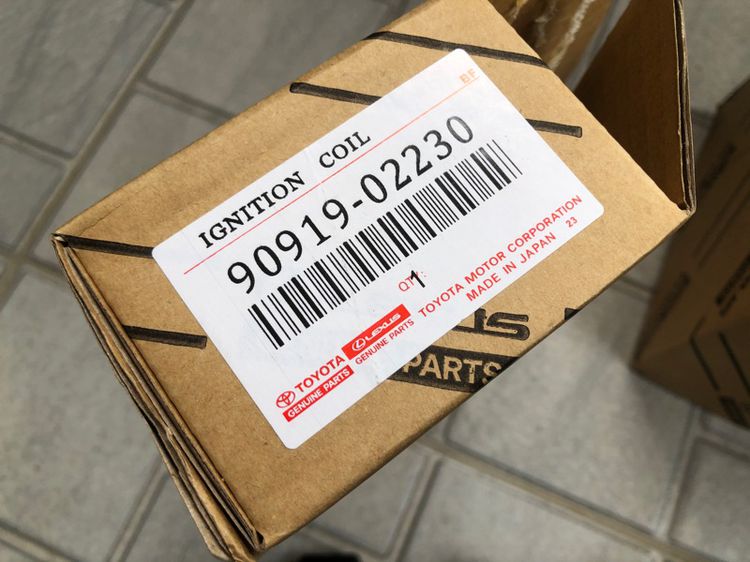 BF
IGNITION COIL
90919-02230
QTY: 1
TOYOTA
GENUINE PARTS
LEXUS
GENUINE PARTS
TOYOTA MOTOR CORPORATION
MADE IN JAPAN 23
PARTS